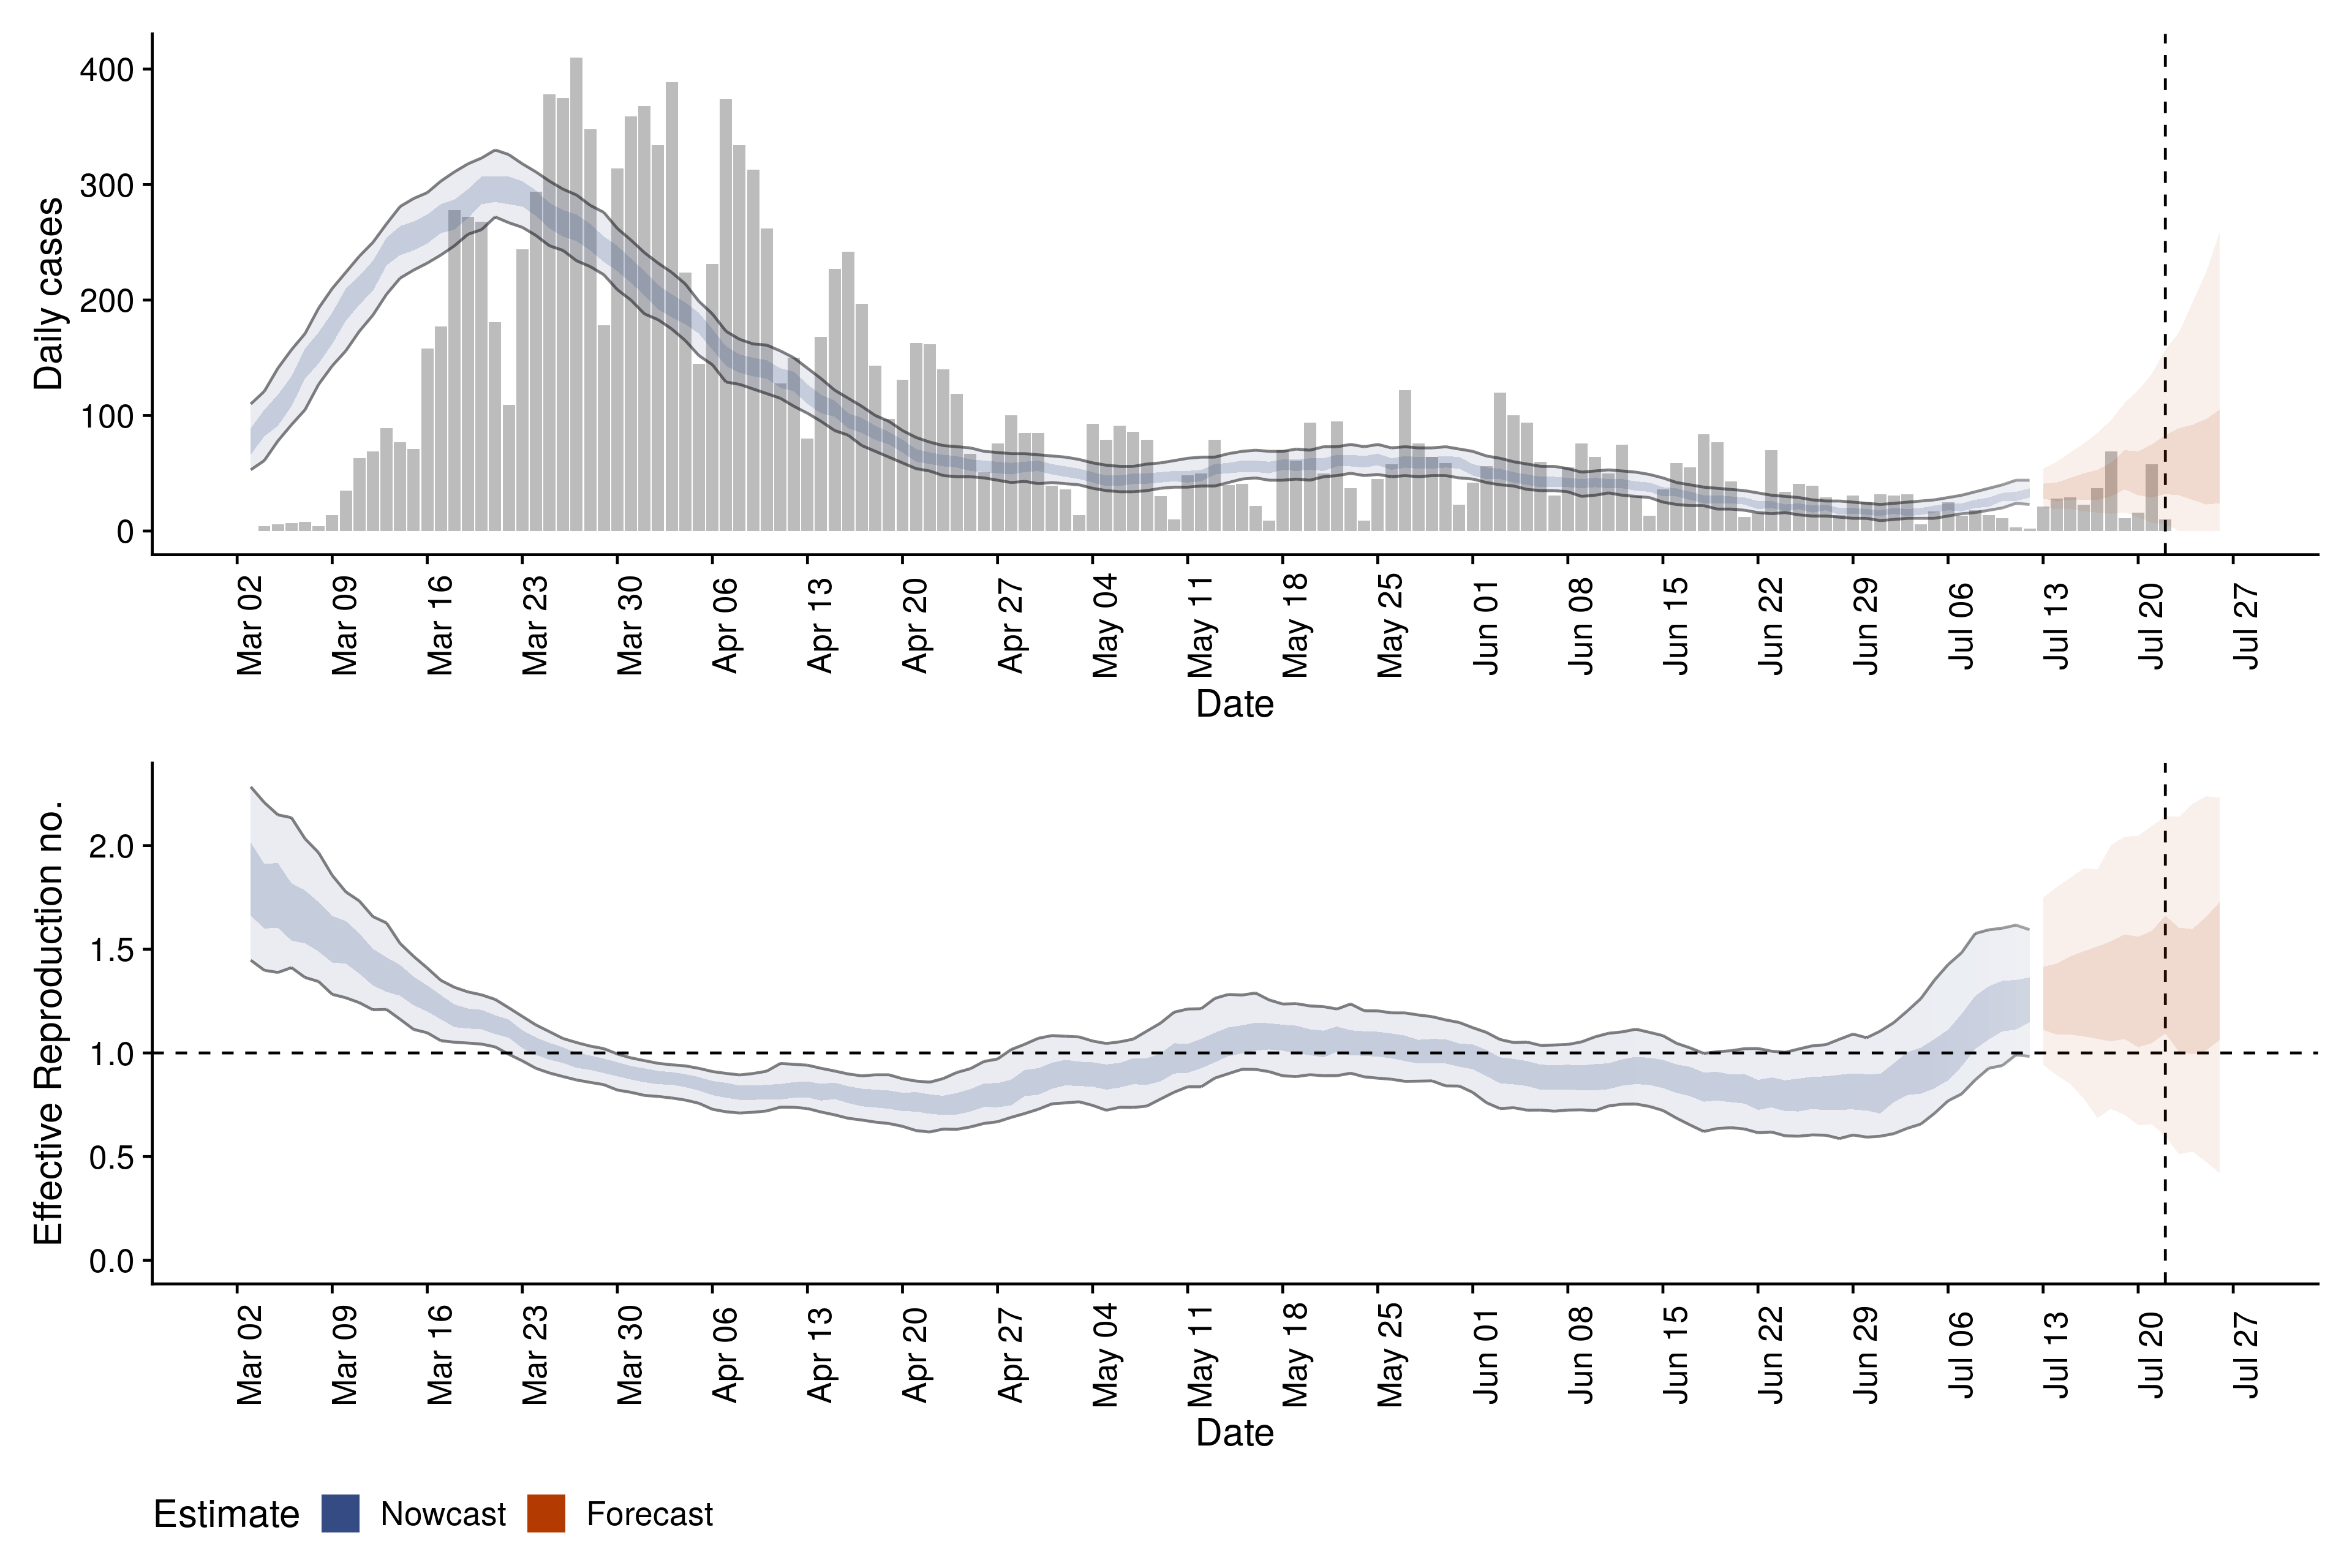 Daily cases
400
300
200
100
0
Mar 02
Mar 09
Mar 16
Mar 23
Mar 30
Apr 06
Apr 13
Apr 20
Apr 27
May 04
May 11
May 18
May 25
Jun 01
Jun 08
Jun 15
Jun 22
Jun 29
Jul 06
Jul 13
Jul 20
Jul 27
Date
Effective Reproduction no.
2.0
1.5
1.0
0.5
0.0
Mar 02
Mar 09
Mar 16
Mar 23
Mar 30
Apr 06
Apr 13
Apr 20
Apr 27
May 04
May 11
May 18
May 25
Jun 01
Jun 08
Jun 15
Jun 22
Jun 29
Jul 06
Jul 13
Jul 20
Jul 27
Date
Estimate Nowcast Forecast